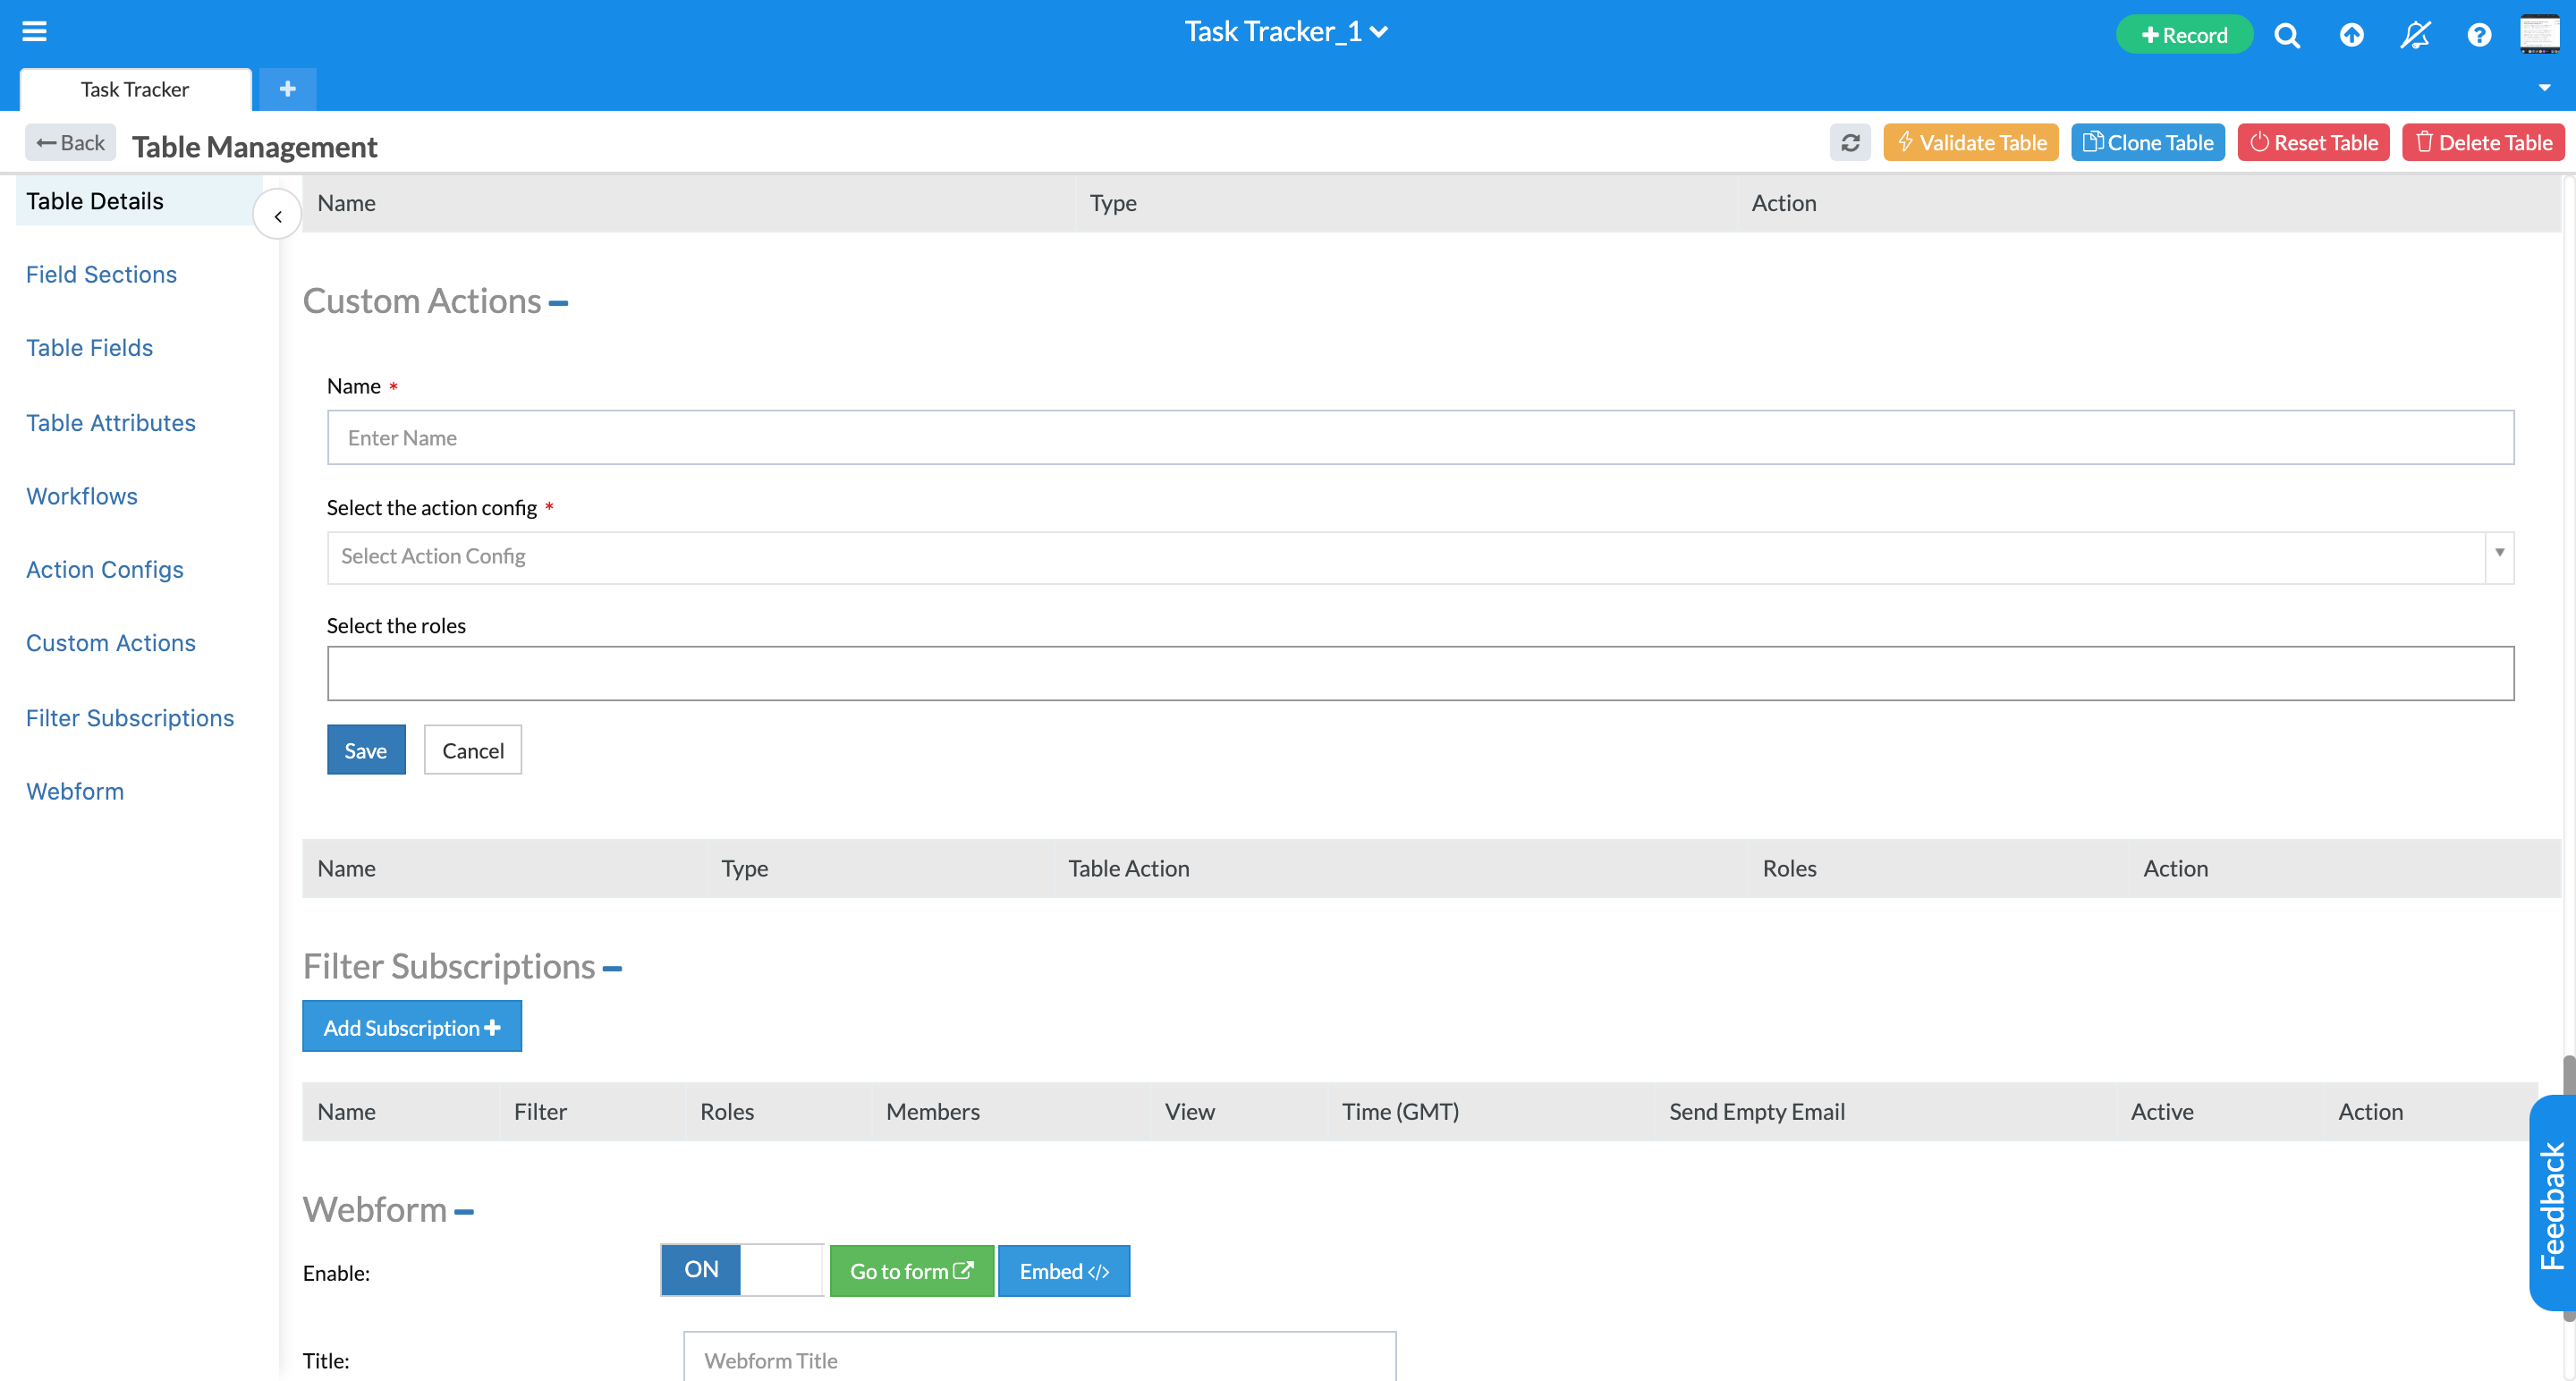 Task Tracker_1
Record
Task Tracker
Back
Table Management
Validate Table
Clone Table
Reset Table
Delete Table
Table Details
Field Sections
Table Fields
Table Attributes
Workflows
Action Configs
Custom Actions
Filter Subscriptions
Webform
Name Type Action
Custom Actions
Name *
Enter Name
Select the action config *
Select Action Config
Select the roles
Save Cancel
Name Type Table Action Roles Action
Filter Subscriptions
Add Subscription
Name Filter Roles Members View Time (GMT) Send Empty Email Active Action
Webform
Enable: ON Go to form Embed </>
Title: Webform Title
Feedback